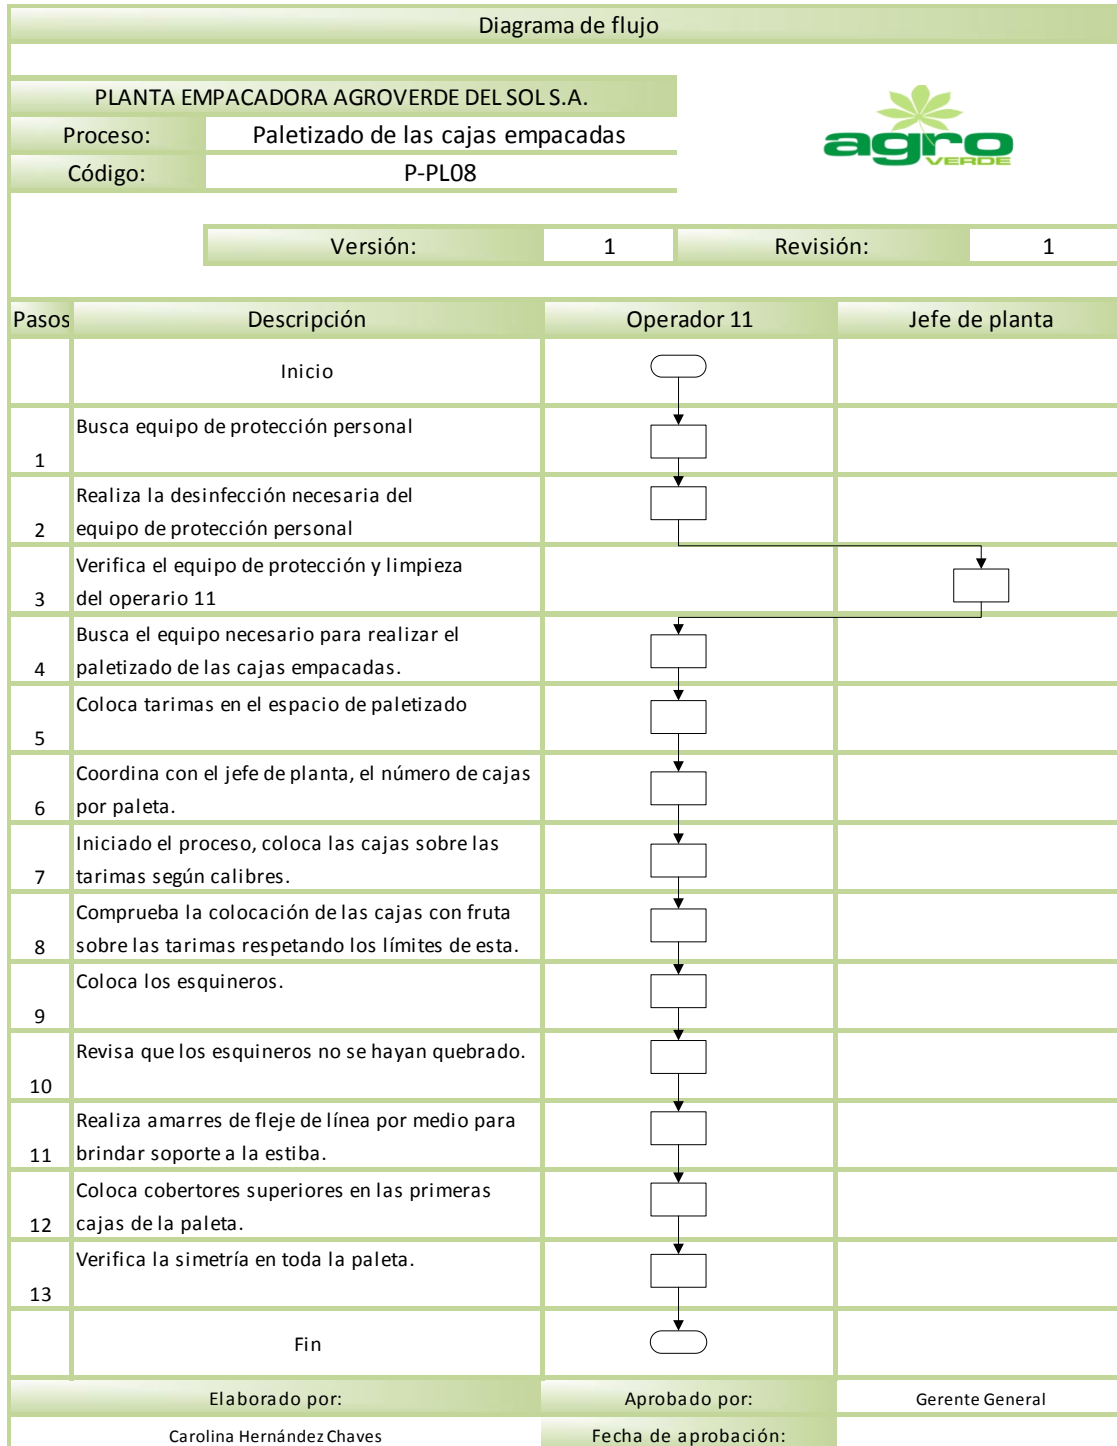 Diagrama de flujo
PLANTA EMPACADORA AGROVERDE DEL SOL S.A.
Proceso: Paletizado de las cajas empacadas
Código: P-PL08
agro
VERDE
Versión: 1 Revisión: 1
Pasos Descripción Operador 11 Jefe de planta
Inicio
Busca equipo de protección personal
1
Realiza la desinfección necesaria del
2 equipo de protección personal
Verifica el equipo de protección y limpieza
3 del operario 11
Busca el equipo necesario para realizar el
4 paletizado de las cajas empacadas.
Coloca tarimas en el espacio de paletizado
5
Coordina con el jefe de planta, el número de cajas
6 por paleta.
Iniciado el proceso, coloca las cajas sobre las
7 tarimas según calibres.
Comprueba la colocación de las cajas con fruta
8 sobre las tarimas respetando los límites de esta.
Coloca los esquineros.
9
Revisa que los esquineros no se hayan quebrado.
10
Realiza amarres de fleje de línea por medio para
11 brindar soporte a la estiba.
Coloca cobertores superiores en las primeras
12 cajas de la paleta.
Verifica la simetría en toda la paleta.
13
Fin
Elaborado por: Aprobado por: Gerente General
Carolina Hernández Chaves Fecha de aprobación: